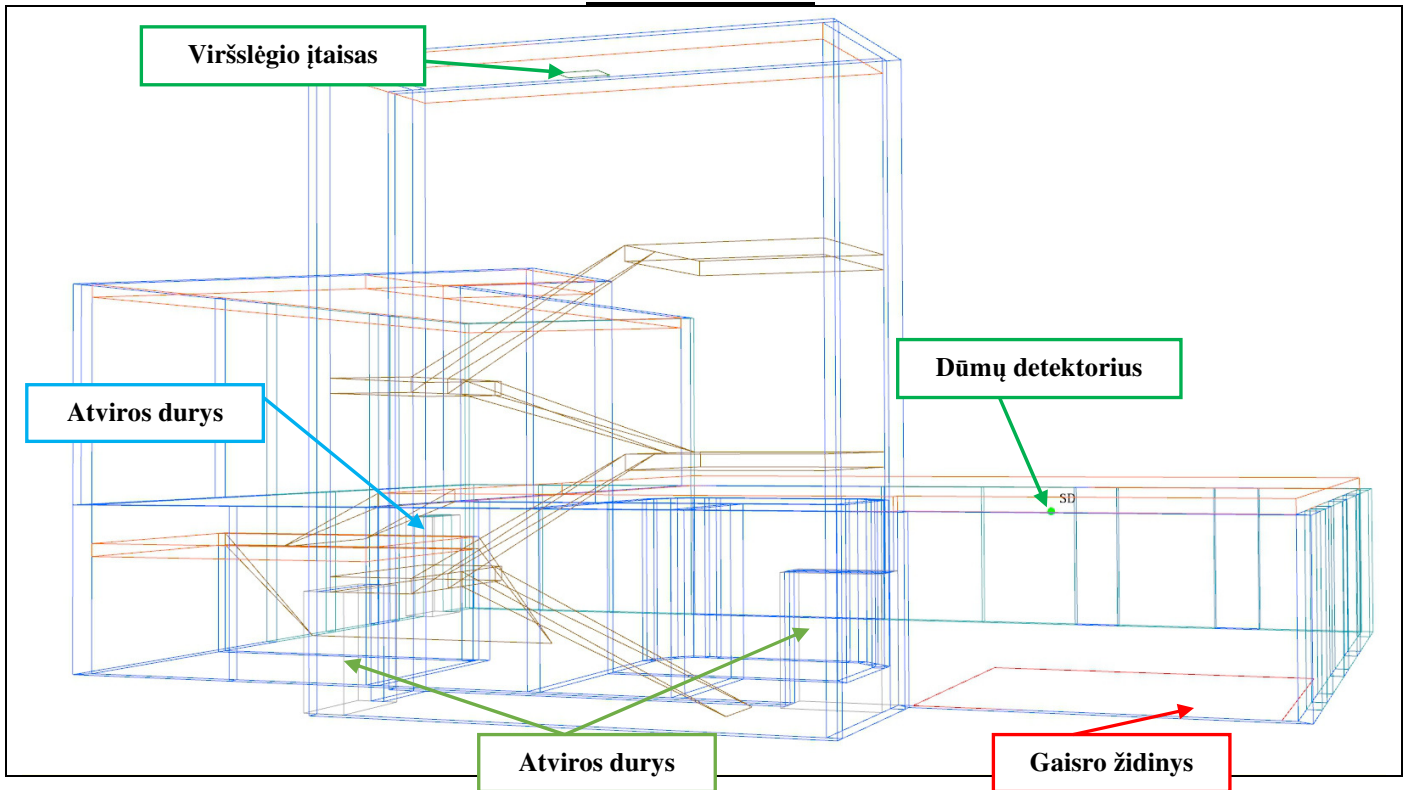 Viršslėgio įtaisas
Dūmų detektorius
Atviros durys
SD
Atviros durys
Gaisro židinys